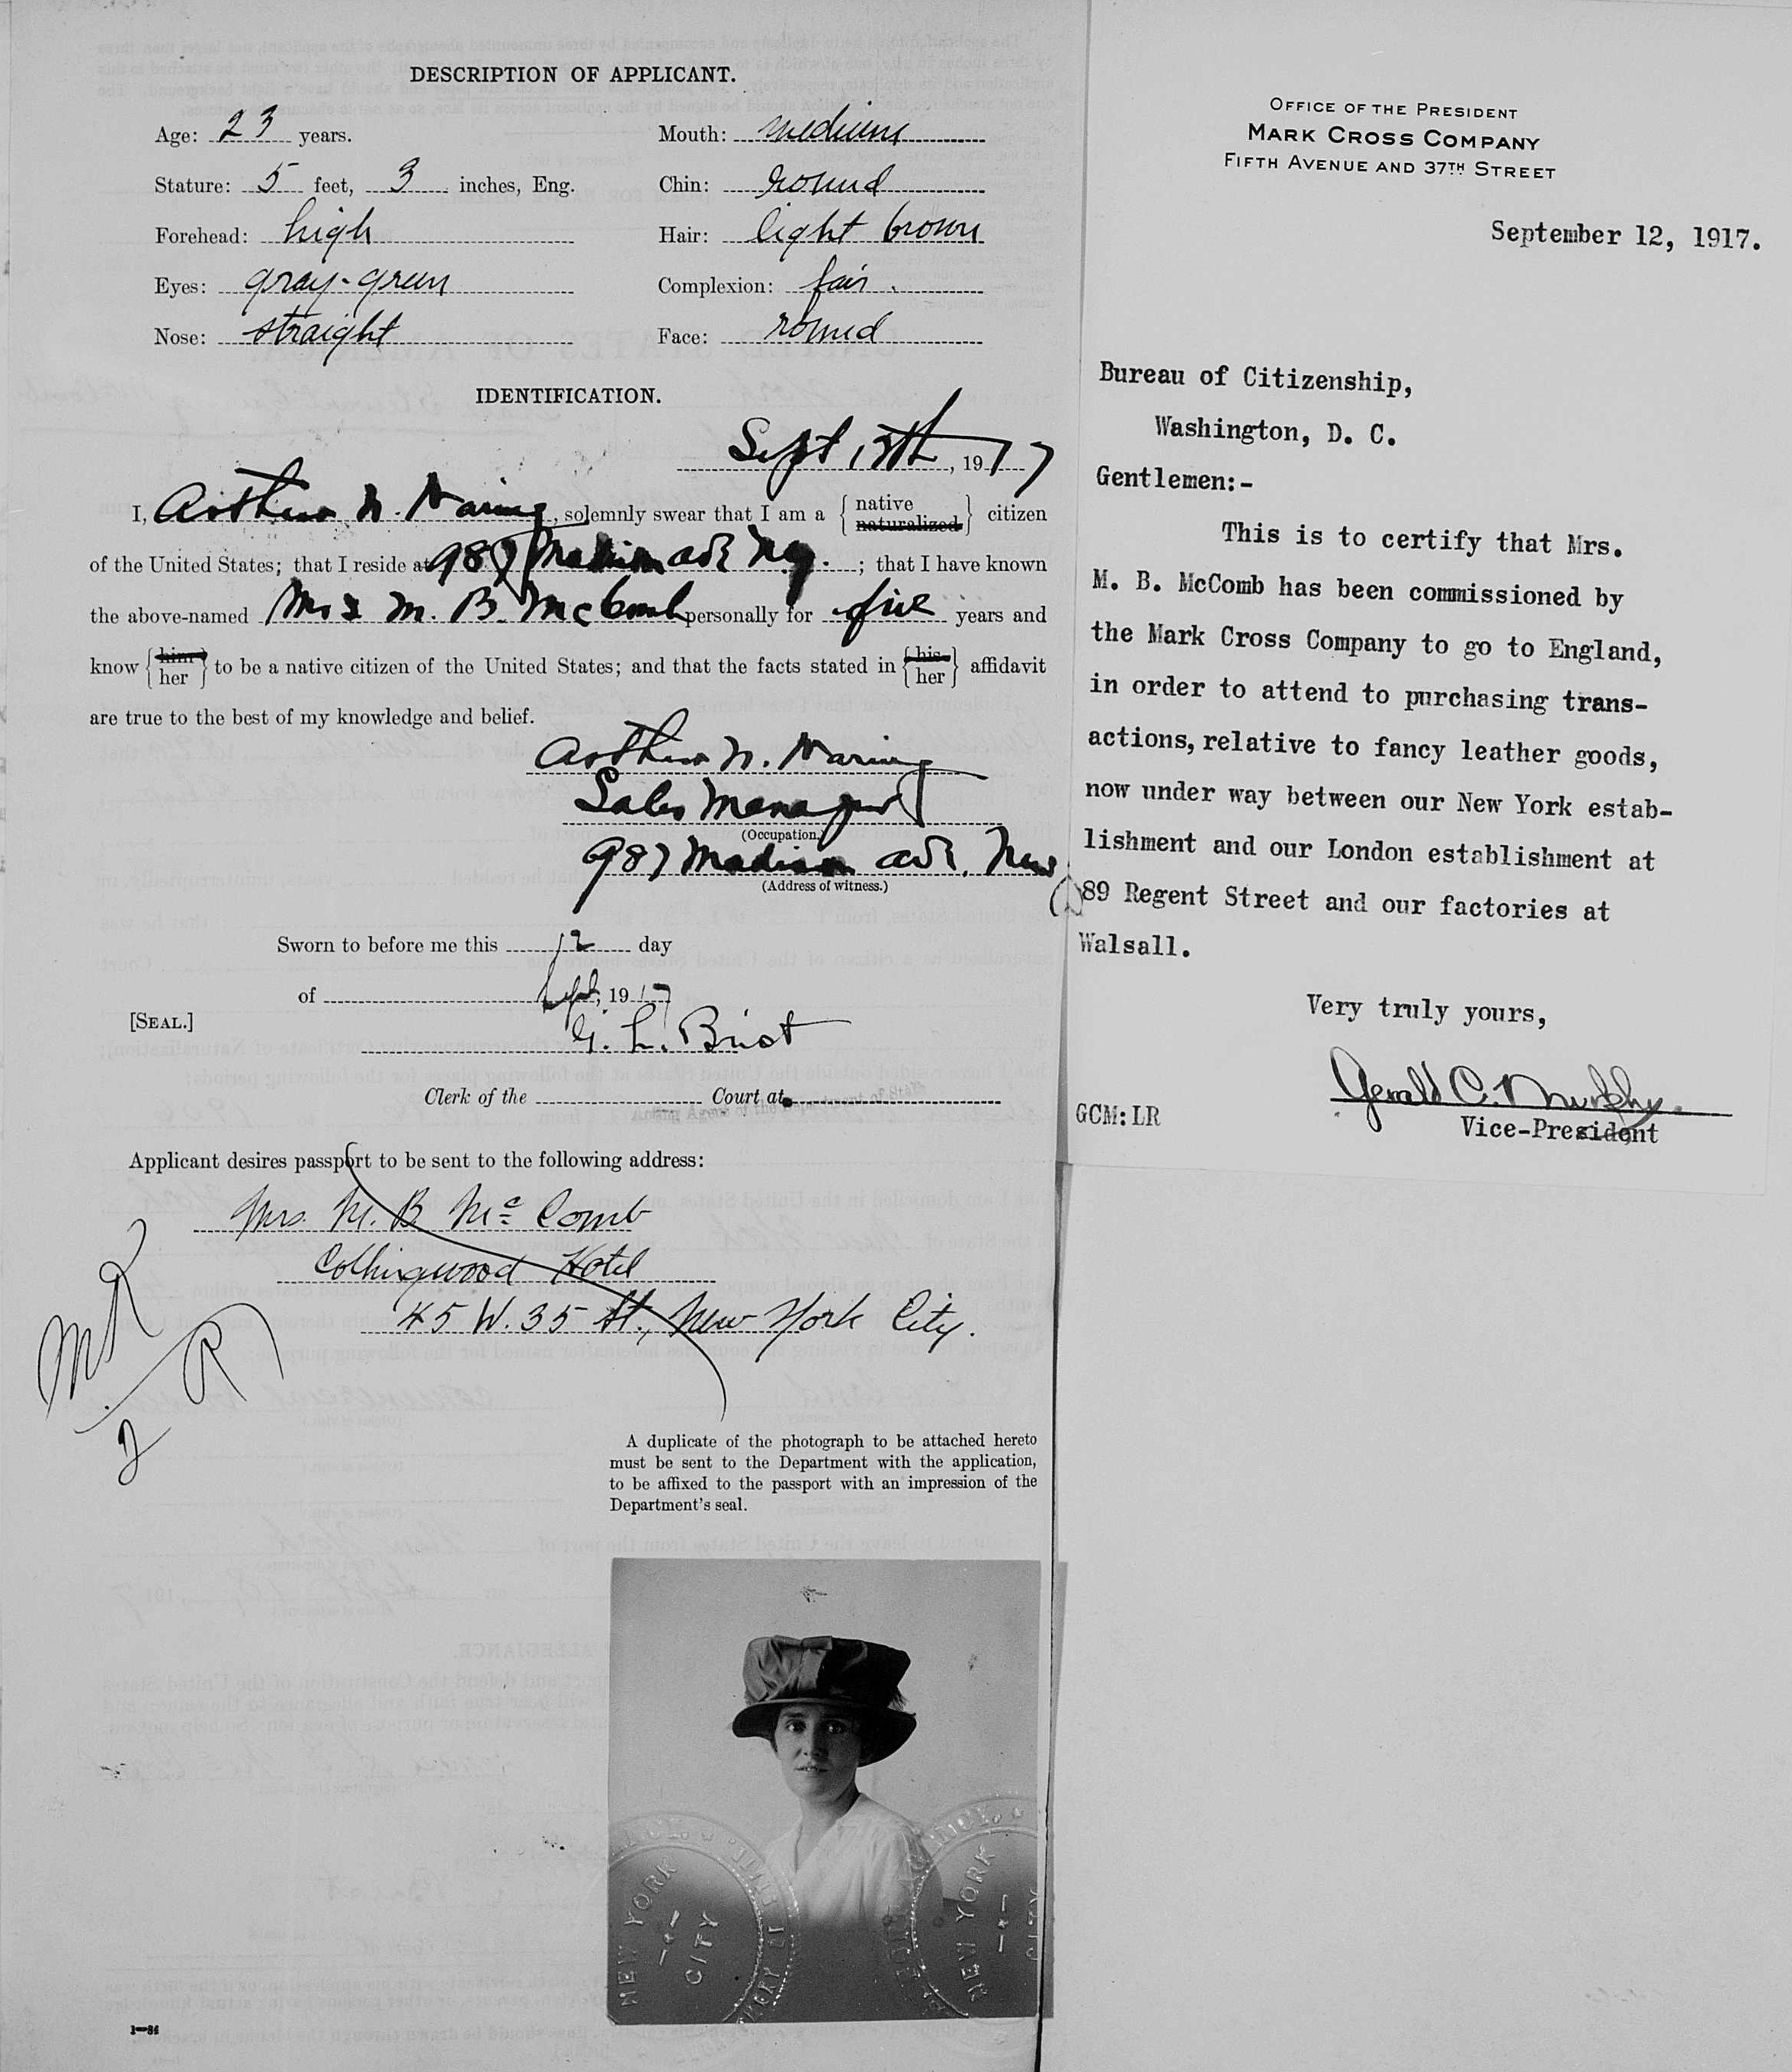 DESCRIPTION OF APPLICANT.
Age: 23 years.
Mouth: medium
Stature: 5 feet, 3 inches, Eng.
Chin: round
Forehead: high
Hair: light brown
Eyes: gray-green
Complexion: fair.
Nose: straight
Face: round
IDENTIFICATION.
Sept 12th, 1917
I, Arthur N. Waring, solemnly swear that I am a { native naturalized } citizen
of the United States; that I reside at 987 Madison ave N.y.; that I have known
the above-named Mrs M. B. McComb personally for five years and
know { him her } to be a native citizen of the United States; and that the facts stated in { his her } affidavit
are true to the best of my knowledge and belief.
Arthur N. Waring
Sales Manager
(Occupation.)
987 Madison ave. New
(Address of witness.)
Sworn to before me this 12 day
of Sept, 1917
[SEAL.]
G. L. Brist
Clerk of the Court at
Applicant desires passport to be sent to the following address:
Mrs. M. B. McComb
Collingwood Hotel
45 W. 35 St., New York City.
A duplicate of the photograph to be attached hereto
must be sent to the Department with the application,
to be affixed to the passport with an impression of the
Department's seal.
NEW YORK
CITY
NEW YORK
CITY
OFFICE OF THE PRESIDENT
MARK CROSS COMPANY
FIFTH AVENUE AND 37TH STREET
September 12, 1917.
Bureau of Citizenship,
Washington, D. C.
Gentlemen:-
This is to certify that Mrs.
M. B. McComb has been commissioned by
the Mark Cross Company to go to England,
in order to attend to purchasing trans-
actions, relative to fancy leather goods,
now under way between our New York estab-
lishment and our London establishment at
89 Regent Street and our factories at
Walsall.
Very truly yours,
Gerald C. Murphy.
GCM:LR
Vice-President